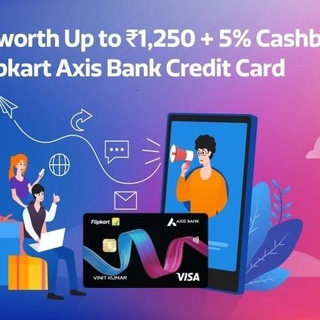 worth Up to ₹1,250 + 5% Cashb
pkart Axis Bank Credit Card
Flipkart
AXIS BANK
VINIT KUMAR
VISA